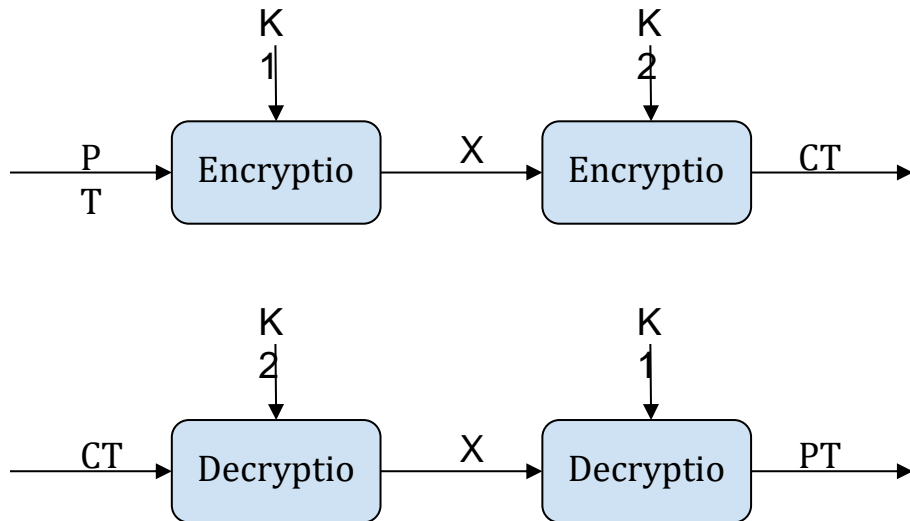 K K
1 2
P
T
Encryptio X Encryptio CT
K K
2 1
CT Decryptio X Decryptio PT